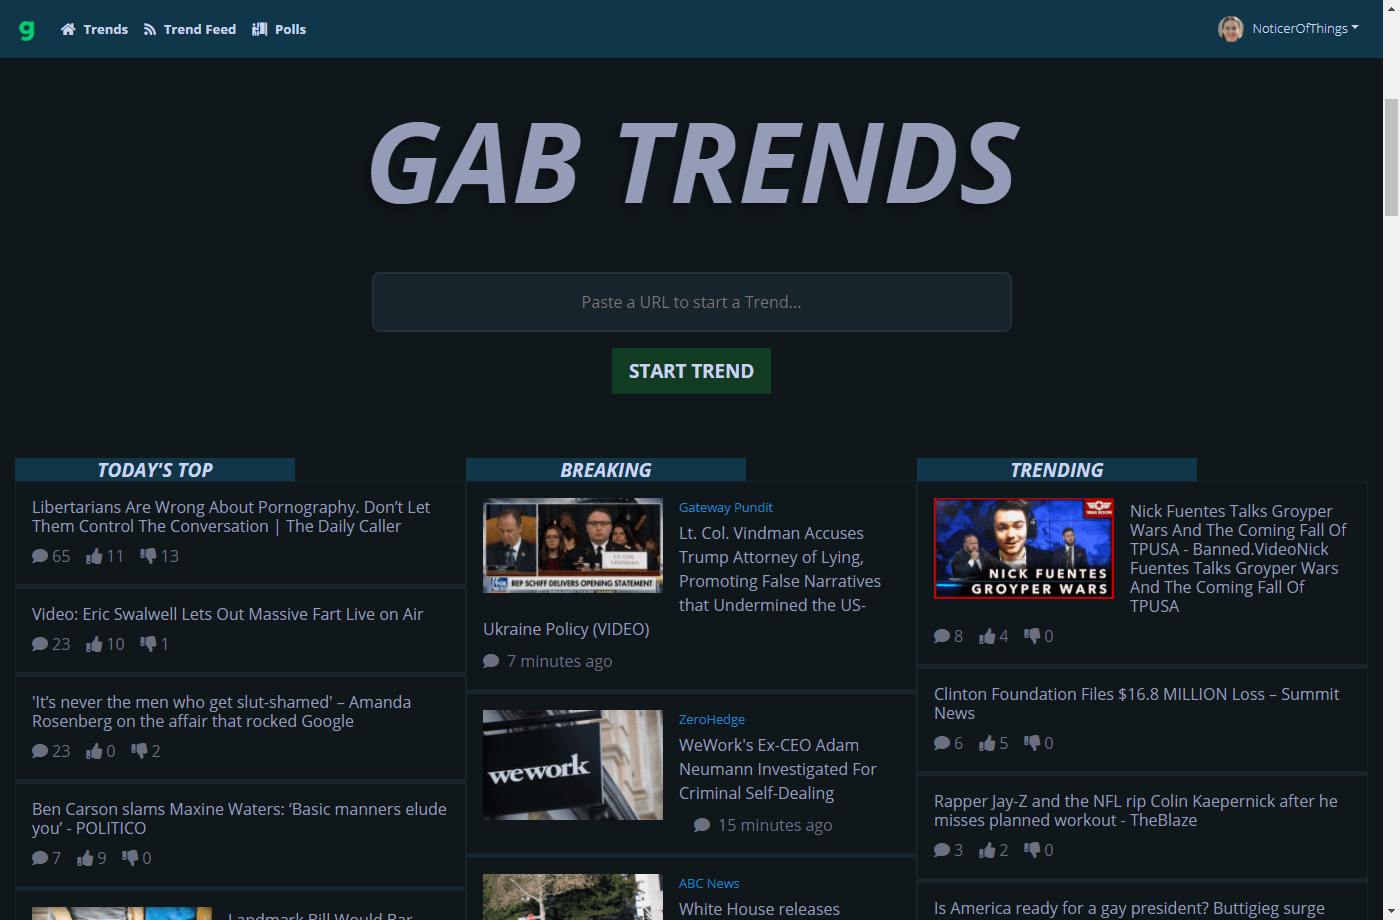 g Trends Trend Feed Polls NoticerOfThings
GAB TRENDS
Paste a URL to start a Trend...
START TREND
TODAY'S TOP
Libertarians Are Wrong About Pornography. Don’t Let
Them Control The Conversation | The Daily Caller
65 11 13
Video: Eric Swalwell Lets Out Massive Fart Live on Air
23 10 1
'It’s never the men who get slut-shamed' – Amanda
Rosenberg on the affair that rocked Google
23 0 2
Ben Carson slams Maxine Waters: ‘Basic manners elude
you’ - POLITICO
7 9 0
Landmark Bill Would Bar
BREAKING
LT. COL. VINDMAN
REP SCHIFF DELIVERS OPENING STATEMENT
Gateway Pundit
Lt. Col. Vindman Accuses
Trump Attorney of Lying,
Promoting False Narratives
that Undermined the US-
Ukraine Policy (VIDEO)
7 minutes ago
wework
ZeroHedge
WeWork's Ex-CEO Adam
Neumann Investigated For
Criminal Self-Dealing
15 minutes ago
ABC News
White House releases
TRENDING
WAR ROOM
NICK FUENTES
GROYPER WARS
Nick Fuentes Talks Groyper
Wars And The Coming Fall Of
TPUSA - Banned.VideoNick
Fuentes Talks Groyper Wars
And The Coming Fall Of
TPUSA
8 4 0
Clinton Foundation Files $16.8 MILLION Loss – Summit
News
6 5 0
Rapper Jay-Z and the NFL rip Colin Kaepernick after he
misses planned workout - TheBlaze
3 2 0
Is America ready for a gay president? Buttigieg surge